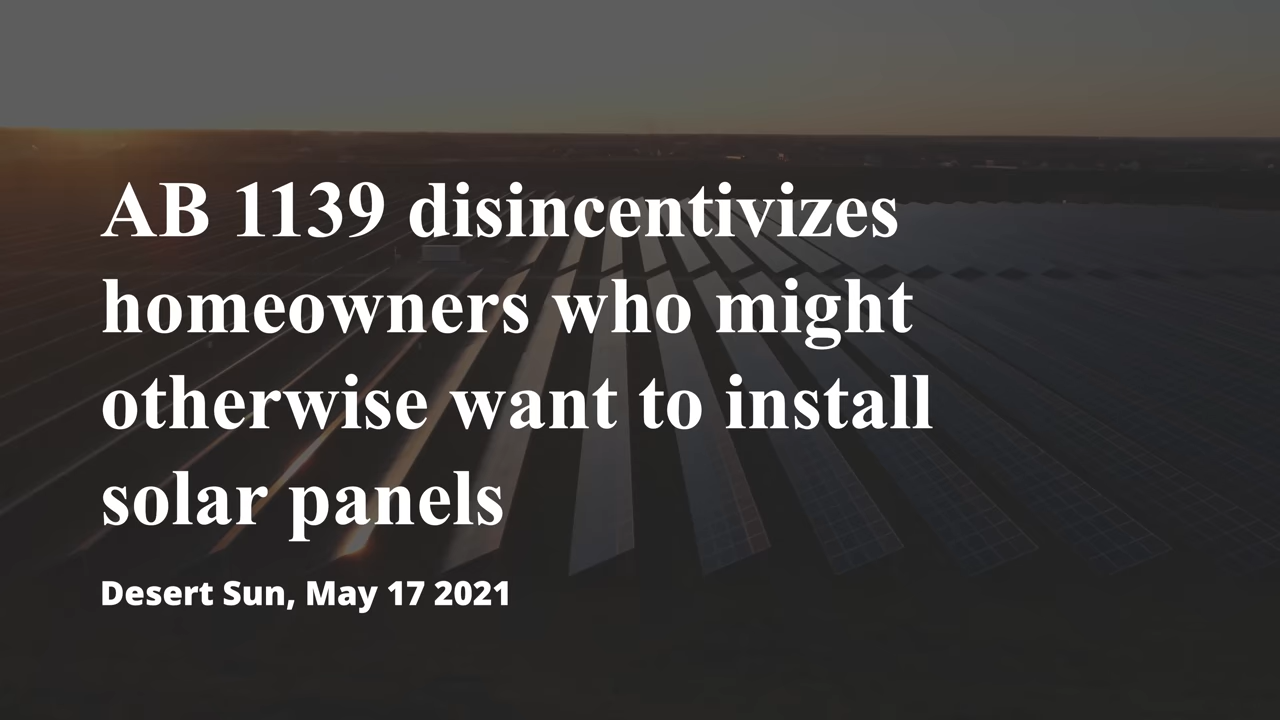 AB 1139 disincentivizes
homeowners who might
otherwise want to install
solar panels
Desert Sun, May 17 2021